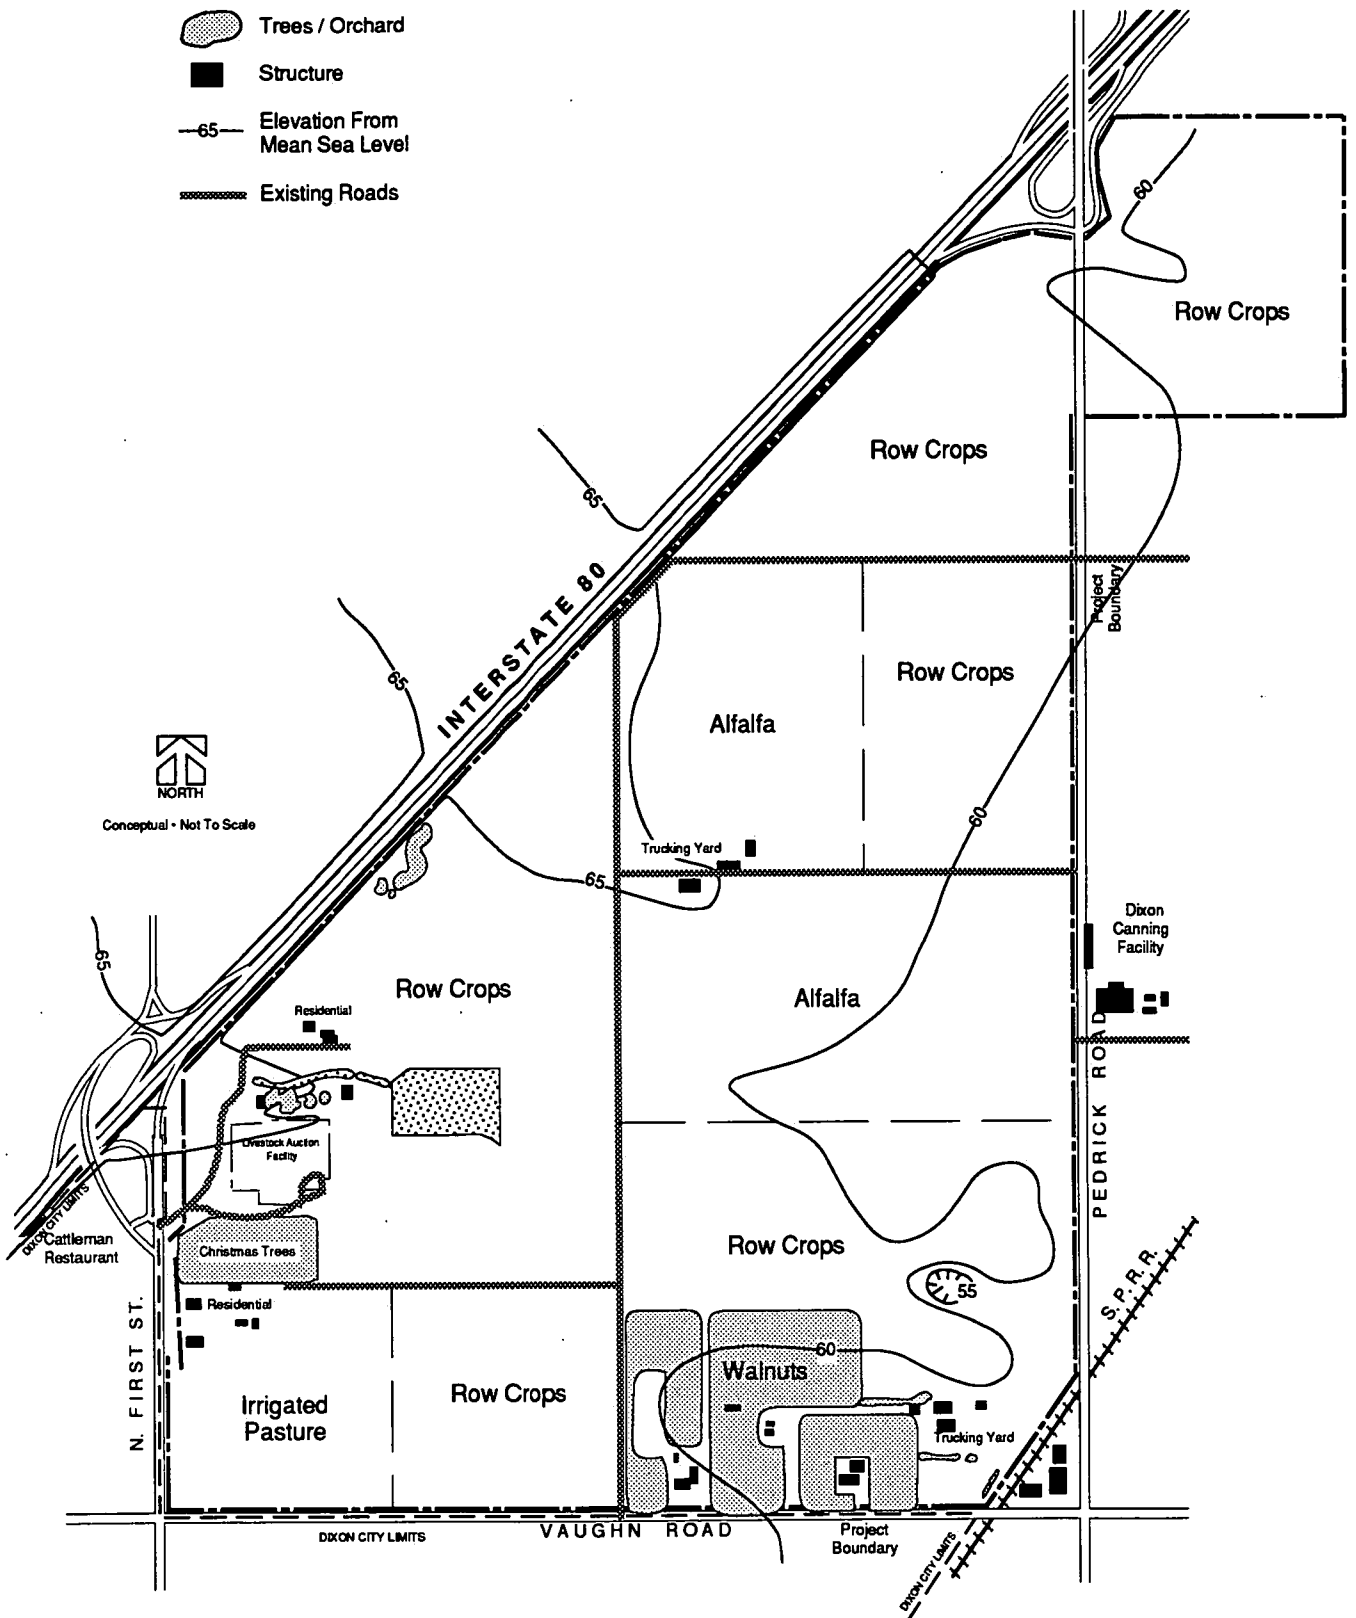 Trees / Orchard
Structure
65
Elevation From
Mean Sea Level
Existing Roads
60
Row Crops
Row Crops
65
INTERSTATE 80
Project
Boundary
65
Row Crops
Alfalfa
NORTH
Conceptual • Not To Scale
60
Trucking Yard
65
Dixon
Canning
Facility
65
Row Crops
Alfalfa
Residential
PEDRICK ROAD
Livestock Auction
Facility
DIXON CITY LIMITS
Cattleman
Restaurant
Christmas Trees
Row Crops
55
S. P. R. R.
Residential
N. FIRST ST.
60
Walnuts
Irrigated
Pasture
Row Crops
Trucking Yard
DIXON CITY LIMITS
VAUGHN ROAD
Project
Boundary
DIXON CITY LIMITS